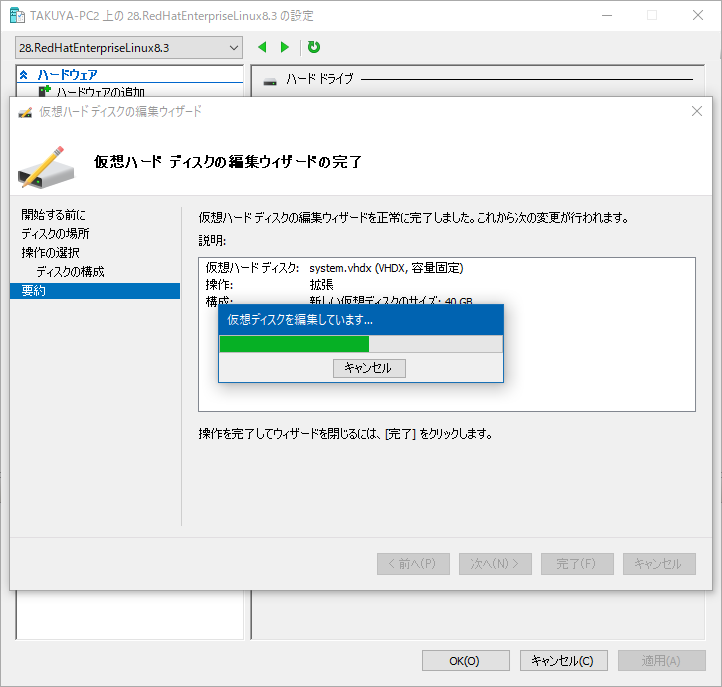 TAKUYA-PC2 上の 28.RedHatEnterpriseLinux8.3 の設定
28.RedHatEnterpriseLinux8.3
ハードウェア
ハードウェアの追加
ハード ドライブ
仮想ハード ディスクの編集ウィザード
仮想ハード ディスクの編集ウィザードの完了
開始する前に
ディスクの場所
操作の選択
ディスクの構成
要約
仮想ハード ディスクの編集ウィザードを正常に完了しました。これから次の変更が行われます。
説明:
仮想ハード ディスク: system.vhdx (VHDX, 容量固定)
操作: 拡張
構成: 新しい仮想ディスクのサイズ: 40 GB
仮想ディスクを編集しています...
キャンセル
操作を完了してウィザードを閉じるには、[完了] をクリックします。
< 前へ(P)
次へ(N) >
完了(F)
キャンセル
OK(O)
キャンセル(C)
適用(A)